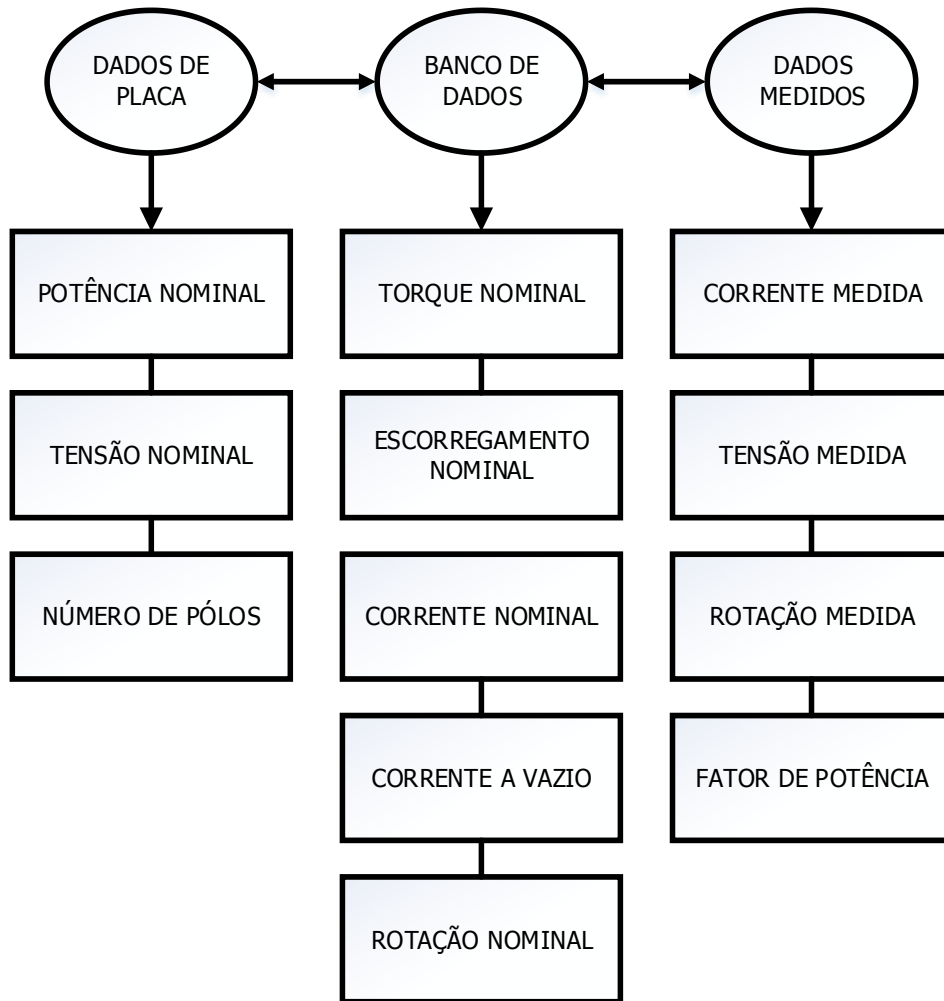 DADOS DE
PLACA
BANCO DE
DADOS
DADOS
MEDIDOS
POTÊNCIA NOMINAL
TORQUE NOMINAL
CORRENTE MEDIDA
TENSÃO NOMINAL
ESCORREGAMENTO
NOMINAL
TENSÃO MEDIDA
NÚMERO DE PÓLOS
CORRENTE NOMINAL
ROTAÇÃO MEDIDA
CORRENTE A VAZIO
FATOR DE POTÊNCIA
ROTAÇÃO NOMINAL